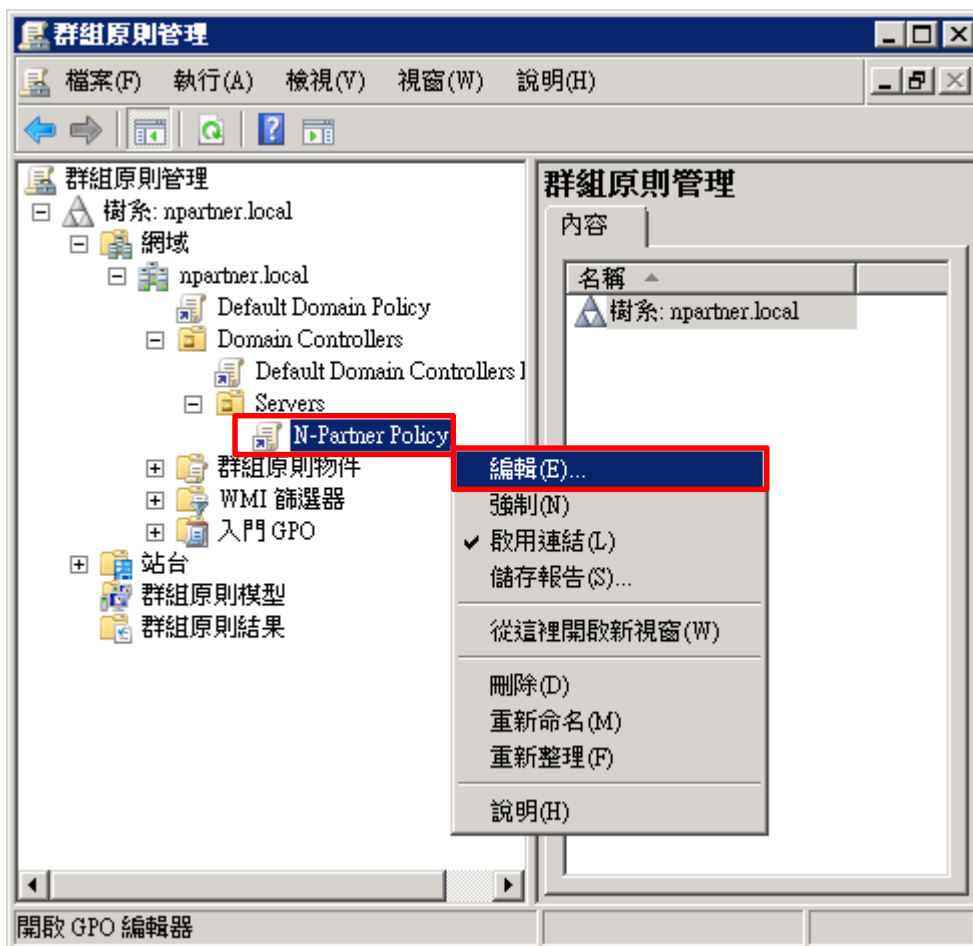 群組原則管理
檔案(F) 執行(A) 檢視(V) 視窗(W) 說明(H)
群組原則管理
樹系: npartner.local
網域
npartner.local
Default Domain Policy
Domain Controllers
Default Domain Controllers
Servers
N-Partner Policy
群組原則物件
WMI 篩選器
入門 GPO
站台
群組原則模型
群組原則結果
群組原則管理
內容
名稱
樹系: npartner.local
編輯(E)...
強制(N)
啟用連結(L)
儲存報告(S)...
從這裡開啟新視窗(W)
刪除(D)
重新命名(M)
重新整理(F)
說明(H)
開啟 GPO 編輯器